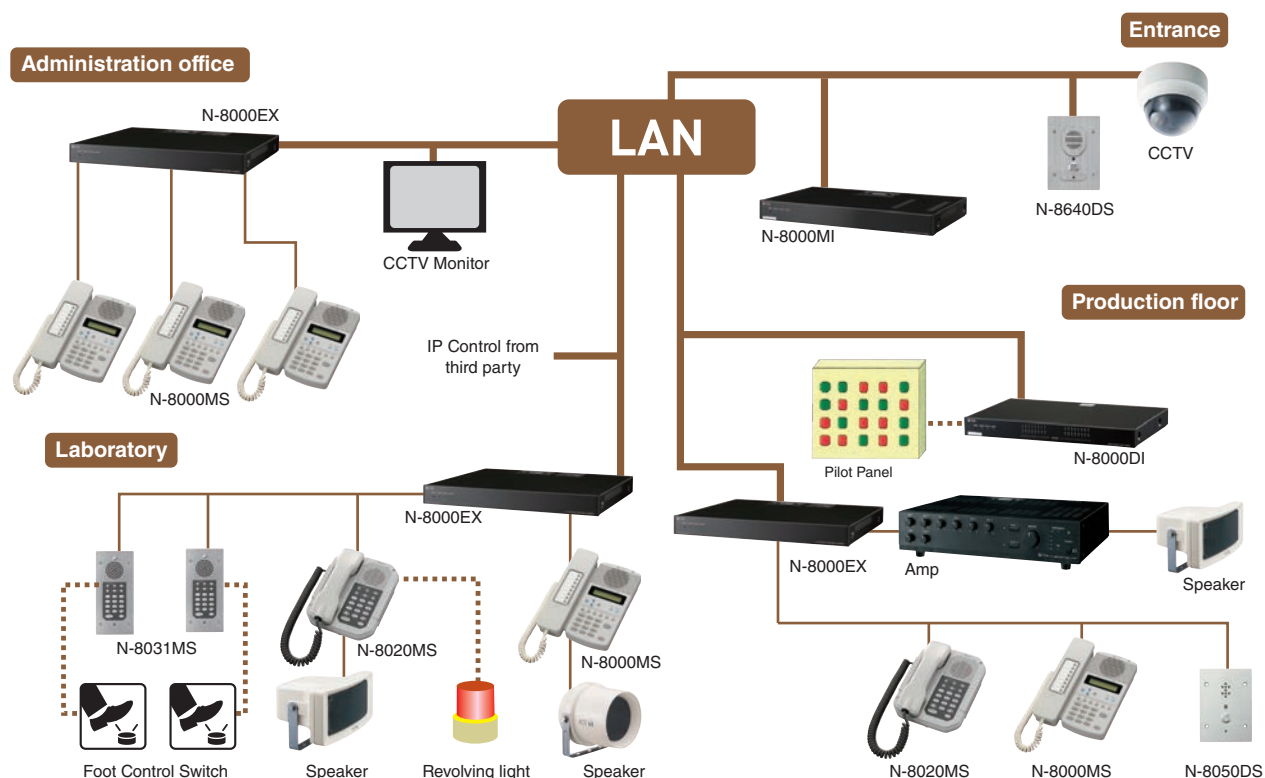 Entrance
Administration office
N-8000EX
LAN
CCTV
N-8640DS
N-8000MI
CCTV Monitor
Production floor
IP Control from
third party
N-8000MS
Pilot Panel
N-8000DI
Laboratory
N-8000EX
N-8000EX
Amp
Speaker
N-8031MS
N-8020MS
N-8000MS
Foot Control Switch
Speaker
Revolving light
Speaker
N-8020MS
N-8000MS
N-8050DS